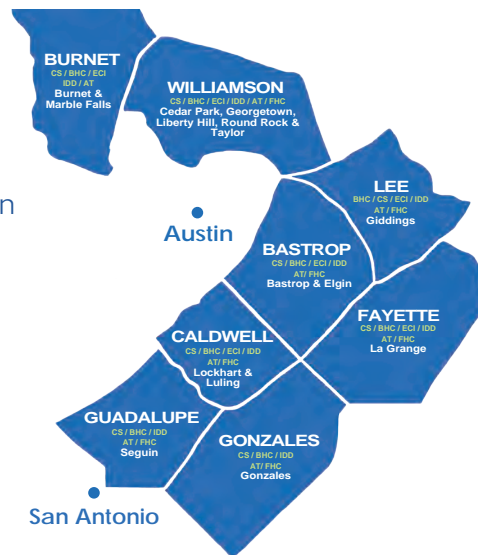 BURNET
CS / BHC / ECI
IDD / AT
Burnet &
Marble Falls
WILLIAMSON
CS / BHC / ECI / IDD / AT / FHC
Cedar Park, Georgetown,
Liberty Hill, Round Rock &
Taylor
LEE
BHC / CS / ECI / IDD
AT / FHC
Giddings
n
Austin
BASTROP
CS / BHC / ECI / IDD
AT/ FHC
Bastrop & Elgin
FAYETTE
CS / BHC / ECI / IDD
AT / FHC
La Grange
CALDWELL
CS / BHC / ECI / IDD
AT/ FHC
Lockhart &
Luling
GUADALUPE
CS / BHC / IDD
AT / FHC
Seguin
GONZALES
CS / BHC / IDD
AT/ FHC
Gonzales
San Antonio